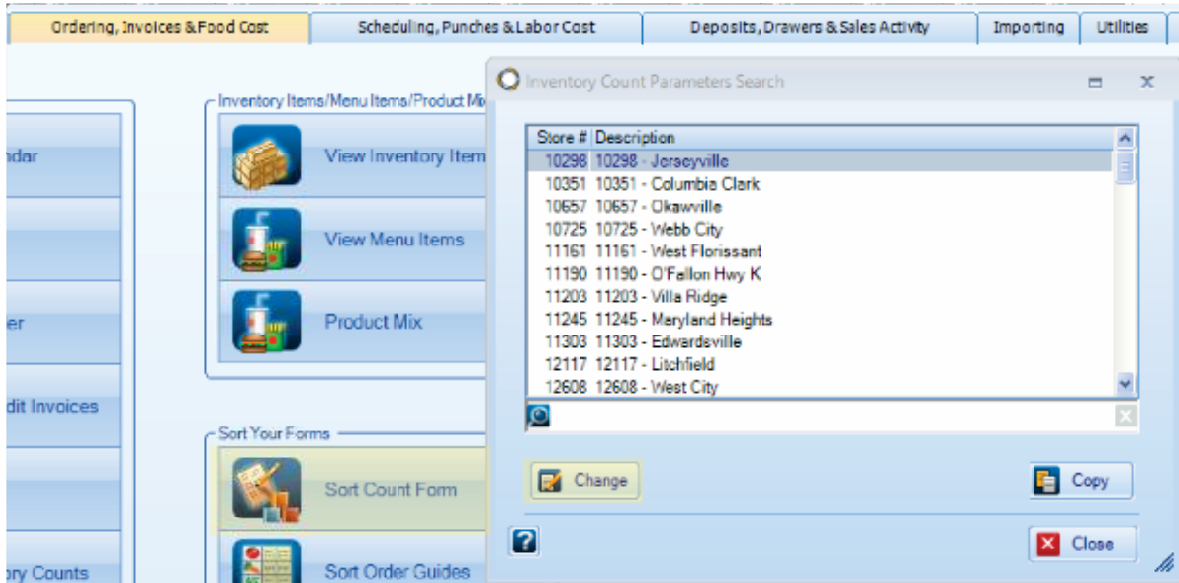 Ordering, Invoices & Food Cost
Scheduling, Punches & Labor Cost
Deposits, Drawers & Sales Activity
Importing
Utilities
ndar
er
dit Invoices
ory Counts
Inventory Items/Menu Items/Product Mix
View Inventory Item
View Menu Items
Product Mix
Sort Your Forms
Sort Count Form
Sort Order Guides
Inventory Count Parameters Search
Store # Description
10298 10298 - Jerseyville
10351 10351 - Columbia Clark
10657 10657 - Okawville
10725 10725 - Webb City
11161 11161 - West Florissant
11190 11190 - O'Fallon Hwy K
11203 11203 - Villa Ridge
11245 11245 - Maryland Heights
11303 11303 - Edwardsville
12117 12117 - Litchfield
12608 12608 - West City
Change
Copy
Close